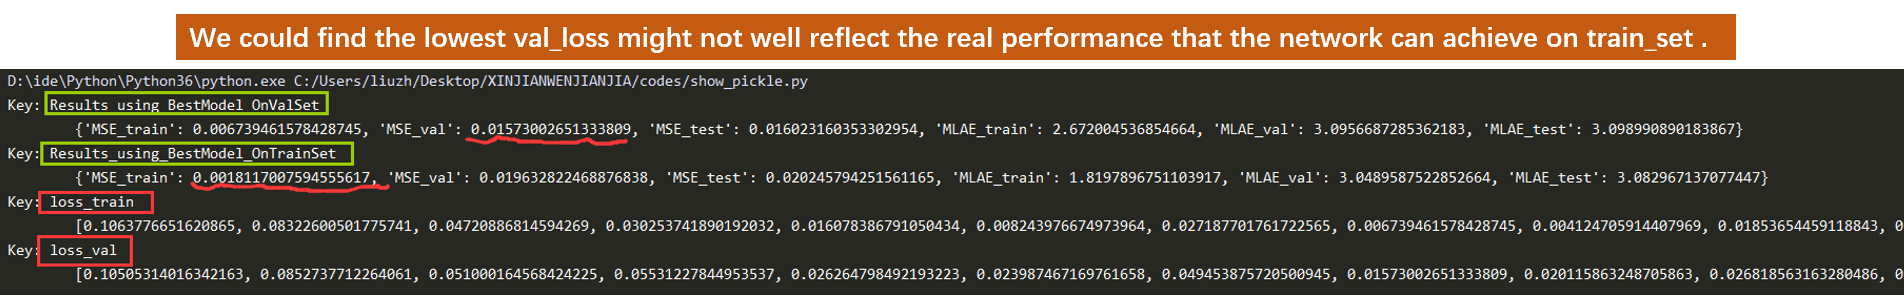 We could find the lowest val_loss might not well reflect the real performance that the network can achieve on train_set .
D:\ide\Python\Python36\python.exe C:/Users/liuzh/Desktop/XINJIANWENJIANJIA/codes/show_pickle.py
Key: Results_using_BestModel_OnValSet
{'MSE_train': 0.006739461578428745, 'MSE_val': 0.01573002651333809, 'MSE_test': 0.016023160353302954, 'MLAE_train': 2.672004536854664, 'MLAE_val': 3.0956687285362183, 'MLAE_test': 3.098990890183867}
Key: Results_using_BestModel_OnTrainSet
{'MSE_train': 0.0018117007594555617, 'MSE_val': 0.019632822468876838, 'MSE_test': 0.020245794251561165, 'MLAE_train': 1.8197896751103917, 'MLAE_val': 3.0489587522852664, 'MLAE_test': 3.082967137077447}
Key: loss_train
[0.1063776651620865, 0.08322600501775741, 0.04720886814594269, 0.030253741890192032, 0.016078386791050434, 0.008243976674973964, 0.027187701761722565, 0.006739461578428745, 0.004124705914407969, 0.01853654459118843, 0
Key: loss_val
[0.10505314016342163, 0.0852737712264061, 0.051000164568424225, 0.05531227844953537, 0.026264798492193223, 0.023987467169761658, 0.049453875720500945, 0.01573002651333809, 0.020115863248705863, 0.026818563163280486, 0